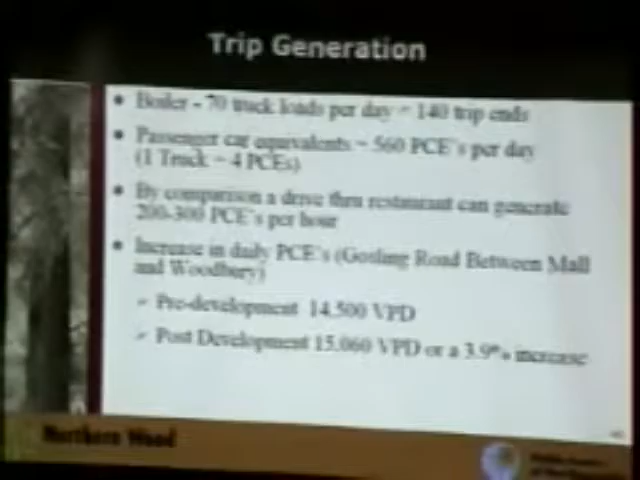 Trip Generation
• Boiler - 70 truck loads per day = 140 trip ends
• Passenger car equivalents = 560 PCE's per day
(1 Truck = 4 PCEs)
• By comparison a drive thru restaurant can generate
200-300 PCE's per hour
• Increase in daily PCE's (Gosling Road Between Mall
and Woodbury)
Pre-development 14,500 VPD
Post Development 15,060 VPD or a 3.9% increase
Northern Wood